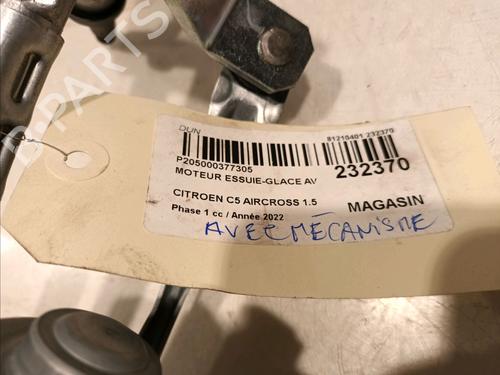 DUN
81210401 232370
P205000377305
232370
MOTEUR ESSUIE-GLACE AV
CITROEN C5 AIRCROSS 1.5
MAGASIN
Phase 1 cc / Année 2022
AVEC MÉCANISME
B-Parts